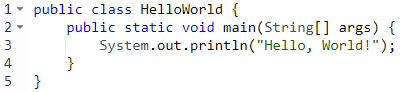 1 public class HelloWorld {
2     public static void main(String[] args) {
3         System.out.println("Hello, World!");
4     }
5 }